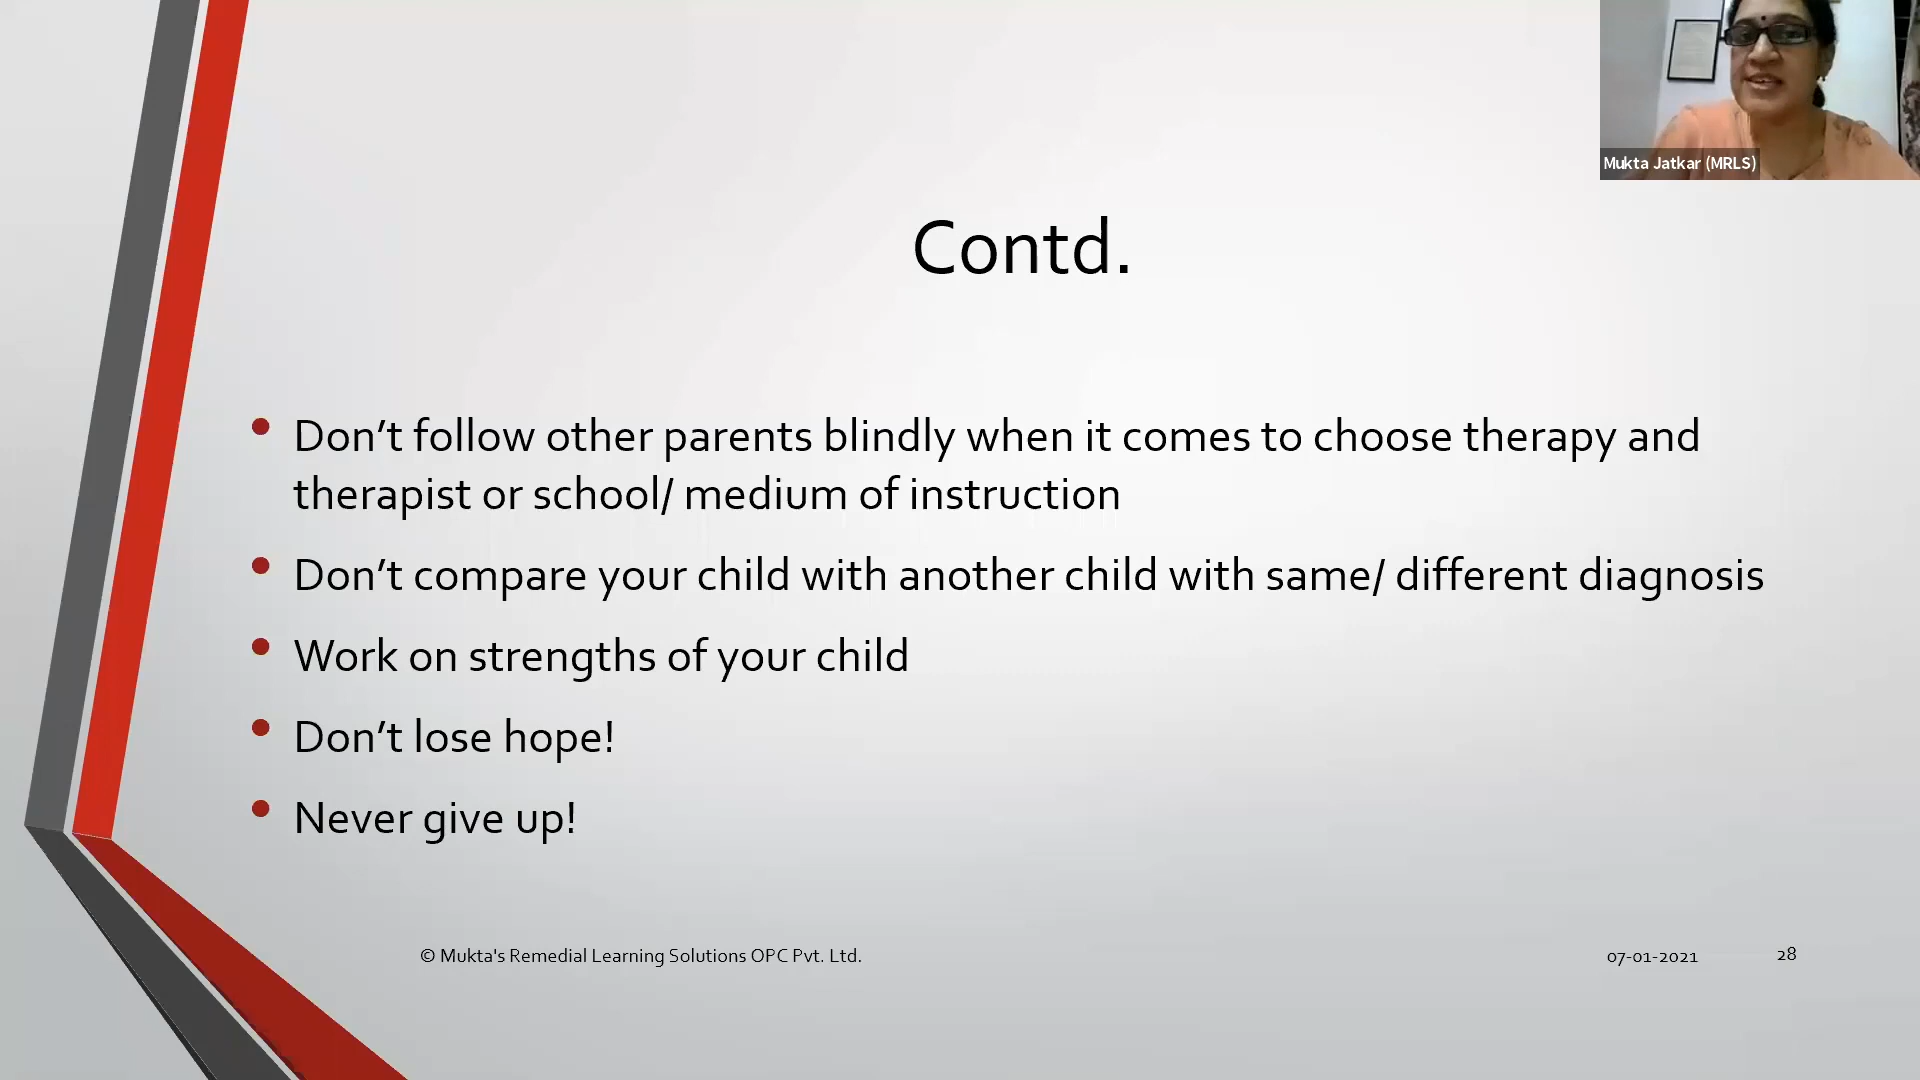 Mukta Jatkar (MRLS)
Contd.
• Don’t follow other parents blindly when it comes to choose therapy and
therapist or school/ medium of instruction
• Don’t compare your child with another child with same/ different diagnosis
• Work on strengths of your child
• Don’t lose hope!
• Never give up!
© Mukta's Remedial Learning Solutions OPC Pvt. Ltd.
07-01-2021
28